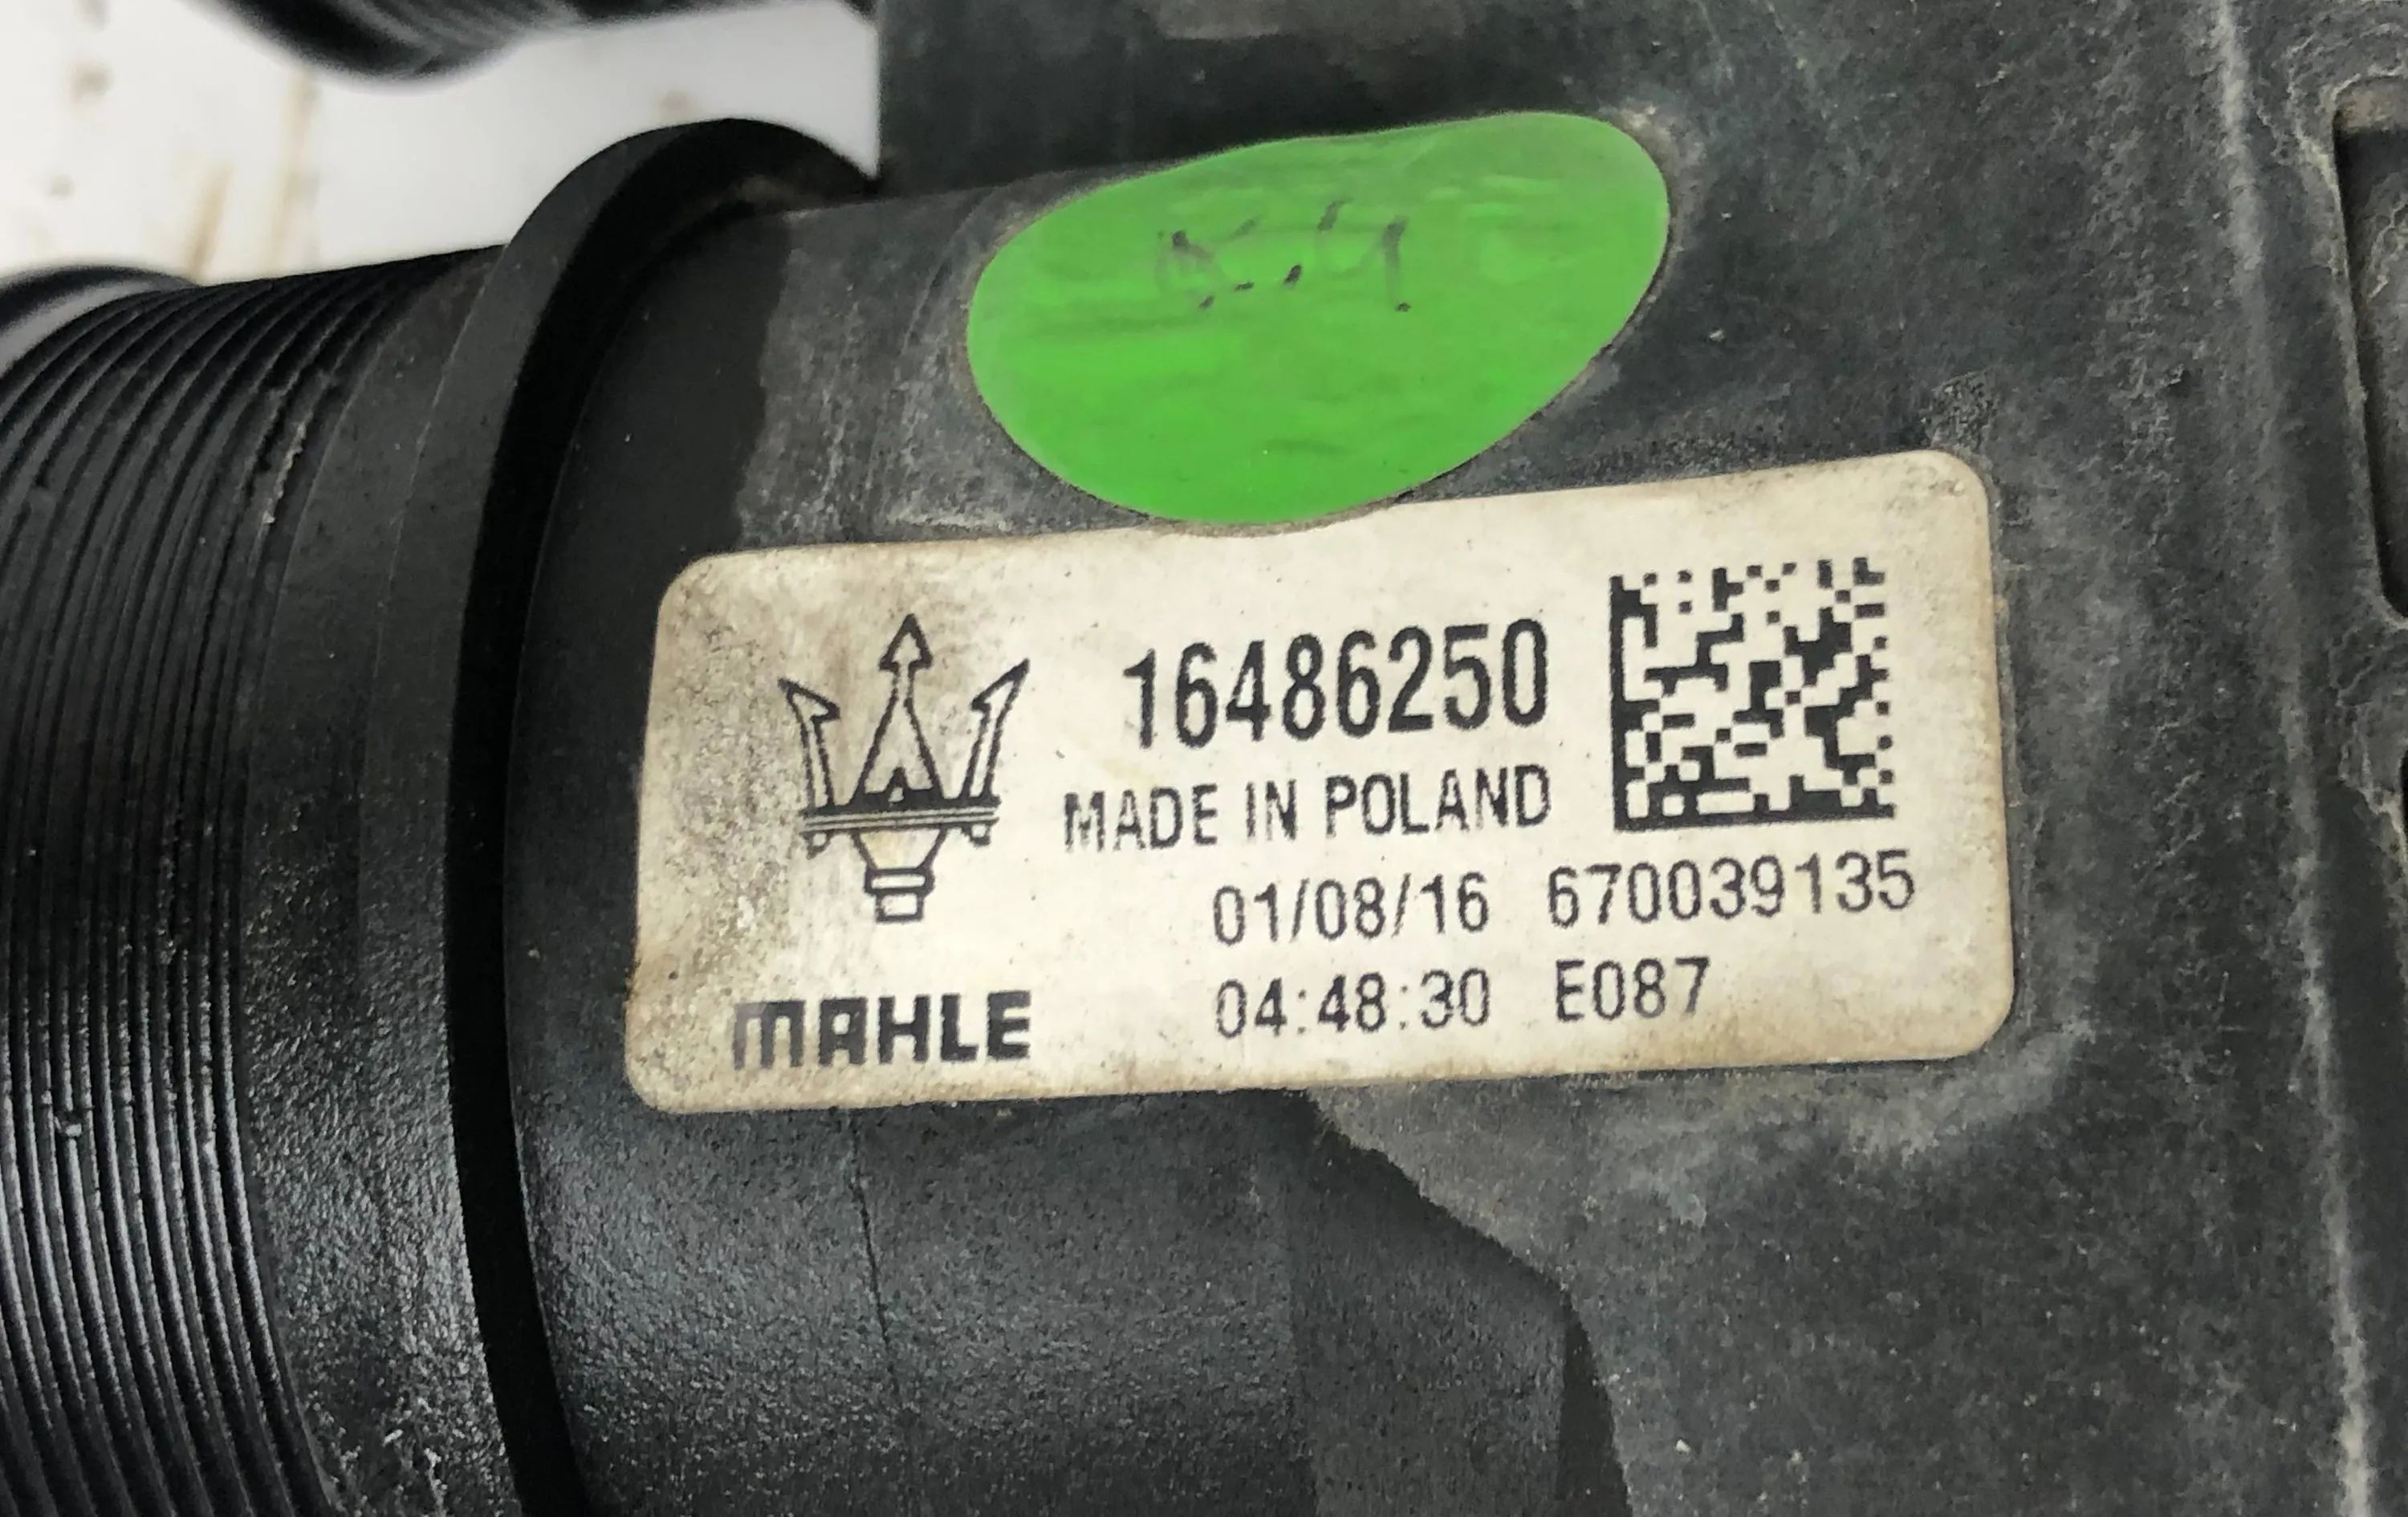 16486250
MADE IN POLAND
01/08/16 670039135
04:48:30 E087
MAHLE